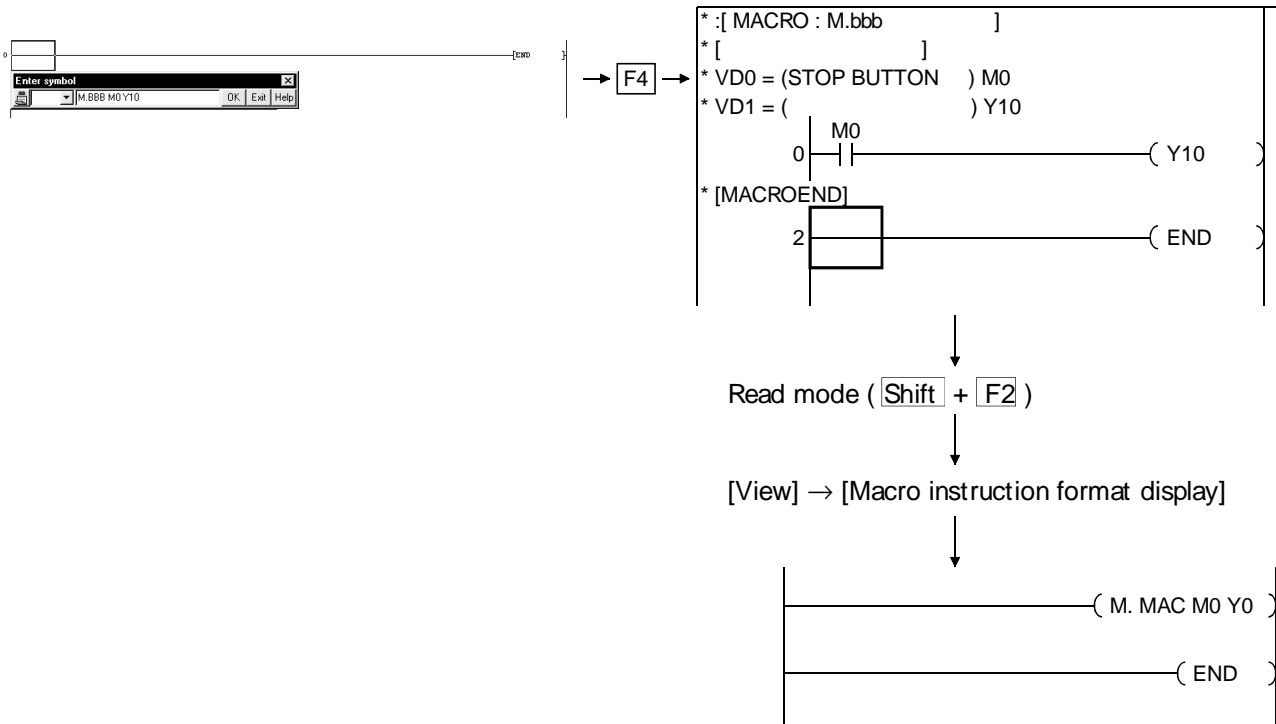 0
[END ]
Enter symbol
M.BBB M0 Y10 OK Exit Help
F4
* :[ MACRO : M.bbb ]
* [ ]
* VD0 = (STOP BUTTON ) M0
* VD1 = ( ) Y10
M0
0 ( Y10 )
* [MACROEND]
2 ( END )
Read mode ( Shift + F2 )
[View] → [Macro instruction format display]
( M. MAC M0 Y0 )
( END )